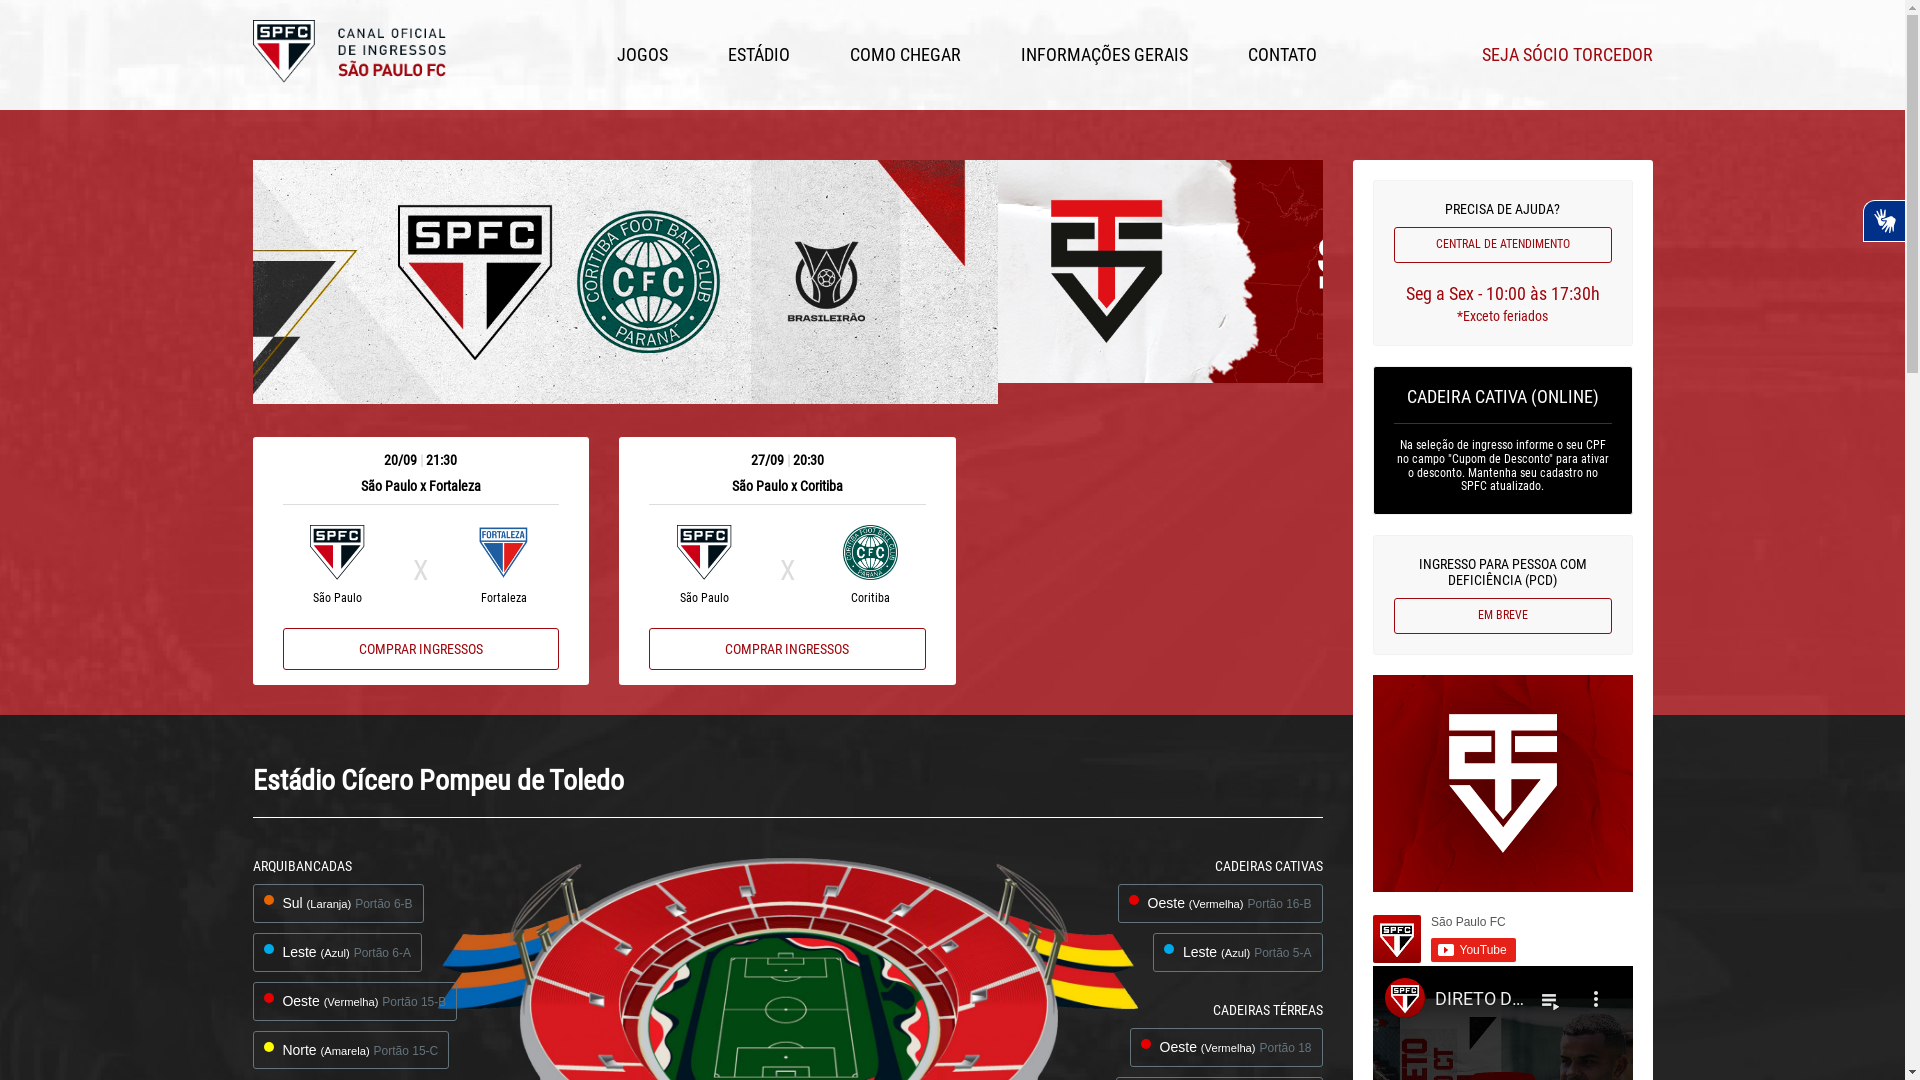 SPFC
CANAL OFICIAL
DE INGRESSOS
SÃO PAULO FC
JOGOS
ESTÁDIO
COMO CHEGAR
INFORMAÇÕES GERAIS
CONTATO
SEJA SÓCIO TORCEDOR
SPFC
CORITIBA FOOT BALL CLUB
CFC
PARANÁ
BRASILEIRÃO
20/09 | 21:30
São Paulo x Fortaleza
SPFC
X
FORTALEZA
São Paulo
Fortaleza
COMPRAR INGRESSOS
27/09 | 20:30
São Paulo x Coritiba
SPFC
X
CFC
São Paulo
Coritiba
COMPRAR INGRESSOS
PRECISA DE AJUDA?
CENTRAL DE ATENDIMENTO
Seg a Sex - 10:00 às 17:30h
*Exceto feriados
CADEIRA CATIVA (ONLINE)
Na seleção de ingresso informe o seu CPF
no campo "Cupom de Desconto" para ativar
o desconto. Mantenha seu cadastro no
SPFC atualizado.
INGRESSO PARA PESSOA COM
DEFICIÊNCIA (PCD)
EM BREVE
São Paulo FC
YouTube
SPFC
DIRETO D...
Estádio Cícero Pompeu de Toledo
ARQUIBANCADAS
Sul (Laranja) Portão 6-B
Leste (Azul) Portão 6-A
Oeste (Vermelha) Portão 15-B
Norte (Amarela) Portão 15-C
CADEIRAS CATIVAS
Oeste (Vermelha) Portão 16-B
Leste (Azul) Portão 5-A
CADEIRAS TÉRREAS
Oeste (Vermelha) Portão 18